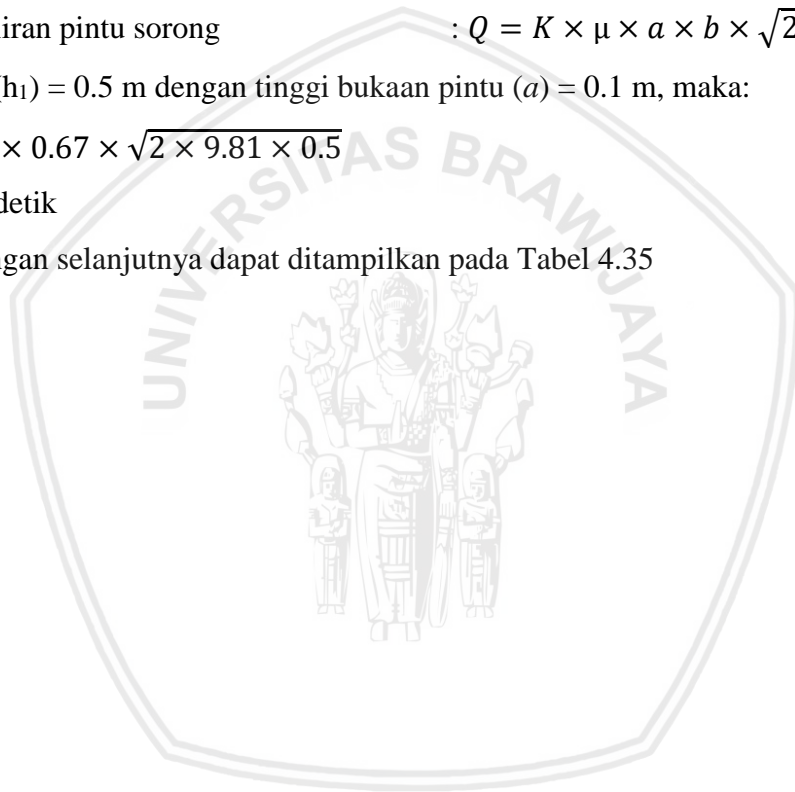 iran pintu sorong : 𝑄 = 𝐾 × µ × 𝑎 × 𝑏 × √2
h₁) = 0.5 m dengan tinggi bukaan pintu (𝑎) = 0.1 m, maka:
× 0.67 × √2 × 9.81 × 0.5
detik
ngan selanjutnya dapat ditampilkan pada Tabel 4.35
UNIVERSITAS BRAWIJAYA